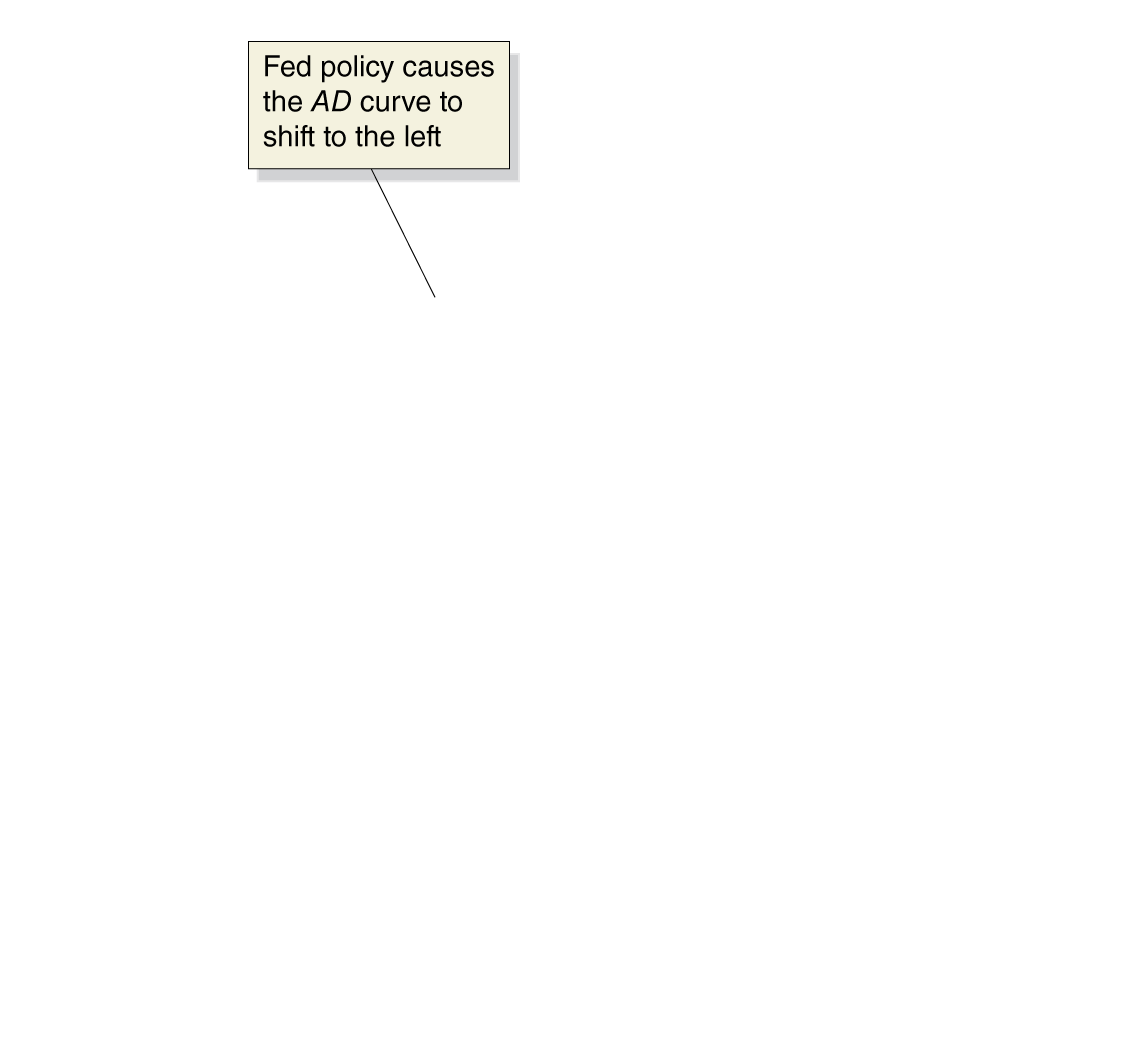 Fed policy causes
the AD curve to
shift to the left